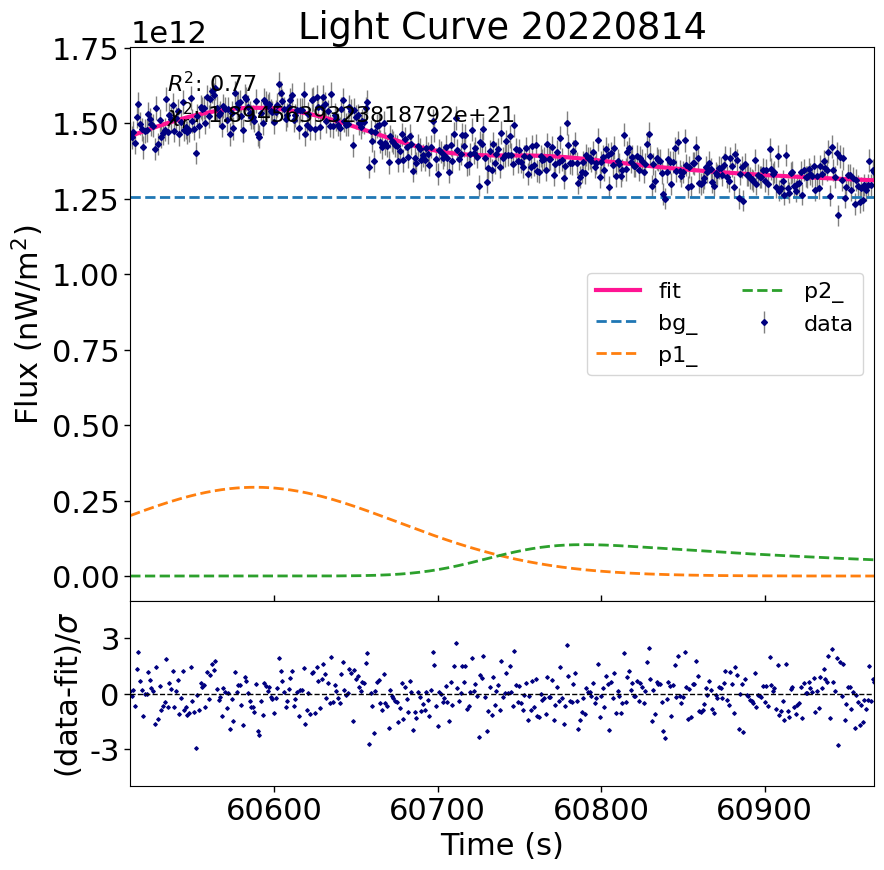 Light Curve 20220814
1e12
1.75
1.50
1.25
1.00
0.75
0.50
0.25
0.00
Flux (nW/m²)
R²: 0.77
fit
bg_
p1_
p2_
data
3
0
-3
(data-fit)/σ
60600
60700
60800
60900
Time (s)